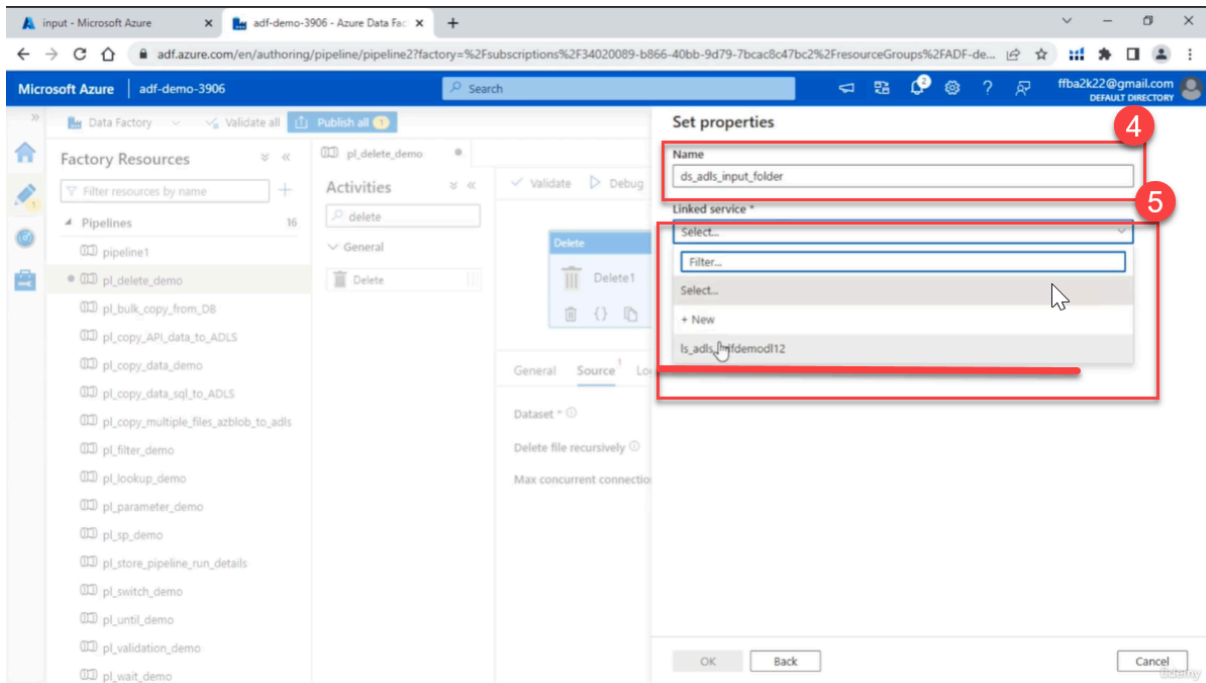 input - Microsoft Azure
adf-demo-3906 - Azure Data Fac
adf.azure.com/en/authoring/pipeline/pipeline2?factory=%2Fsubscriptions%2F34020089-b866-40bb-9d79-7bcac8c47bc2%2FresourceGroups%2FADF-de...
Microsoft Azure
adf-demo-3906
Search
2
ffba2k22@gmail.com
DEFAULT DIRECTORY
Data Factory
Validate all
Publish all 1
Factory Resources
Filter resources by name
Pipelines 16
pipeline1
pl_delete_demo
pl_bulk_copy_from_DB
pl_copy_API_data_to_ADLS
pl_copy_data_demo
pl_copy_data_sql_to_ADLS
pl_copy_multiple_files_azblob_to_adls
pl_filter_demo
pl_lookup_demo
pl_parameter_demo
pl_sp_demo
pl_store_pipeline_run_details
pl_switch_demo
pl_until_demo
pl_validation_demo
pl_wait_demo
pl_delete_demo
Activities
delete
General
Delete
Validate
Debug
Delete
Delete1
General
Source 1
Dataset *
Delete file recursively
Max concurrent connectio
Set properties
4
Name
ds_adls_input_folder
5
Linked service *
Select...
Filter...
Select...
+ New
OK
Back
Cancel